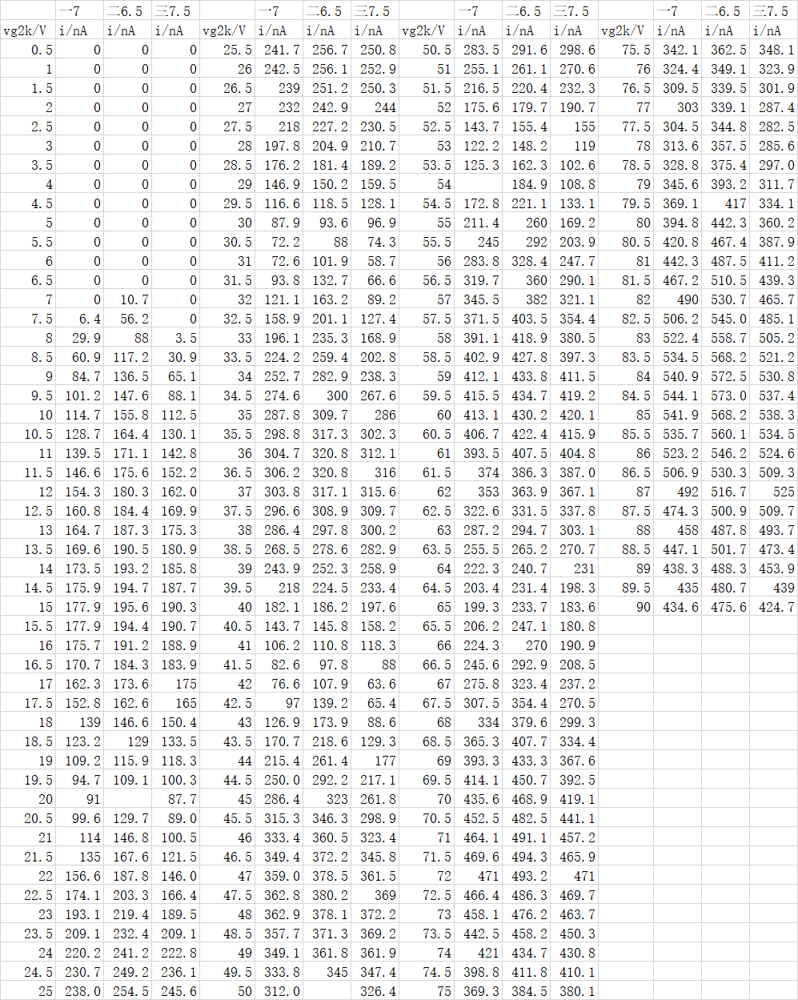 一7 二6.5 三7.5 一7 二6.5 三7.5 一7 二6.5 三7.5 一7 二6.5 三7.5
vg2k/V i/nA i/nA i/nA vg2k/V i/nA i/nA i/nA vg2k/V i/nA i/nA i/nA vg2k/V i/nA i/nA i/nA
0.5 0 0 0 25.5 241.7 256.7 250.8 50.5 283.5 291.6 298.6 75.5 342.1 362.5 348.1
1 0 0 0 26 242.5 256.1 252.9 51 255.1 261.1 270.6 76 324.4 349.1 323.9
1.5 0 0 0 26.5 239 251.2 250.3 51.5 216.5 220.4 232.3 76.5 309.5 339.5 301.9
2 0 0 0 27 232 242.9 244 52 175.6 179.7 190.7 77 303 339.1 287.4
2.5 0 0 0 27.5 218 227.2 230.5 52.5 143.7 155.4 155 77.5 304.5 344.8 282.5
3 0 0 0 28 197.8 204.9 210.7 53 122.2 148.2 119 78 313.6 357.5 285.6
3.5 0 0 0 28.5 176.2 181.4 189.2 53.5 125.3 162.3 102.6 78.5 328.8 375.4 297.0
4 0 0 0 29 146.9 150.2 159.5 54 184.9 108.8 79 345.6 393.2 311.7
4.5 0 0 0 29.5 116.6 118.5 128.1 54.5 172.8 221.1 133.1 79.5 369.1 417 334.1
5 0 0 0 30 87.9 93.6 96.9 55 211.4 260 169.2 80 394.8 442.3 360.2
5.5 0 0 0 30.5 72.2 88 74.3 55.5 245 292 203.9 80.5 420.8 467.4 387.9
6 0 0 0 31 72.6 101.9 58.7 56 283.8 328.4 247.7 81 442.3 487.5 411.2
6.5 0 0 0 31.5 93.8 132.7 66.6 56.5 319.7 360 290.1 81.5 467.2 510.5 439.3
7 0 10.7 0 32 121.1 163.2 89.2 57 345.5 382 321.1 82 490 530.7 465.7
7.5 6.4 56.2 0 32.5 158.9 201.1 127.4 57.5 371.5 403.5 354.4 82.5 506.2 545.0 485.1
8 29.9 88 3.5 33 196.1 235.3 168.9 58 391.1 418.9 380.5 83 522.4 558.7 505.2
8.5 60.9 117.2 30.9 33.5 224.2 259.4 202.8 58.5 402.9 427.8 397.3 83.5 534.5 568.2 521.2
9 84.7 136.5 65.1 34 252.7 282.9 238.3 59 412.1 433.8 411.5 84 540.9 572.5 530.8
9.5 101.2 147.6 88.1 34.5 274.6 300 267.6 59.5 415.5 434.7 419.2 84.5 544.1 573.0 537.4
10 114.7 155.8 112.5 35 287.8 309.7 286 60 413.1 430.2 420.1 85 541.9 568.2 538.3
10.5 128.7 164.4 130.1 35.5 298.8 317.3 302.3 60.5 406.7 422.4 415.9 85.5 535.7 560.1 534.5
11 139.5 171.1 142.8 36 304.7 320.8 312.1 61 393.5 407.5 404.8 86 523.2 546.2 524.6
11.5 146.6 175.6 152.2 36.5 306.2 320.8 316 61.5 374 386.3 387.0 86.5 506.9 530.3 509.3
12 154.3 180.3 162.0 37 303.8 317.1 315.6 62 353 363.9 367.1 87 492 516.7 525
12.5 160.8 184.4 169.9 37.5 296.6 308.9 309.7 62.5 322.6 331.5 337.8 87.5 474.3 500.9 509.7
13 164.7 187.3 175.3 38 286.4 297.8 300.2 63 287.2 294.7 303.1 88 458 487.8 493.7
13.5 169.6 190.5 180.9 38.5 268.5 278.6 282.9 63.5 255.5 265.2 270.7 88.5 447.1 501.7 473.4
14 173.5 193.2 185.8 39 243.9 252.3 258.9 64 222.3 240.7 231 89 438.3 488.3 453.9
14.5 175.9 194.7 187.7 39.5 218 224.5 233.4 64.5 203.4 231.4 198.3 89.5 435 480.7 439
15 177.9 195.6 190.3 40 182.1 186.2 197.6 65 199.3 233.7 183.6 90 434.6 475.6 424.7
15.5 177.9 194.4 190.7 40.5 143.7 145.8 158.2 65.5 206.2 247.1 180.8
16 175.7 191.2 188.9 41 106.2 110.8 118.3 66 224.3 270 190.9
16.5 170.7 184.3 183.9 41.5 82.6 97.8 88 66.5 245.6 292.9 208.5
17 162.3 173.6 175 42 76.6 107.9 63.6 67 275.8 323.4 237.2
17.5 152.8 162.6 165 42.5 97 139.2 65.4 67.5 307.5 354.4 270.5
18 139 146.6 150.4 43 126.9 173.9 88.6 68 334 379.6 299.3
18.5 123.2 129 133.5 43.5 170.7 218.6 129.3 68.5 365.3 407.7 334.4
19 109.2 115.9 118.3 44 215.4 261.4 177 69 393.3 433.3 367.6
19.5 94.7 109.1 100.3 44.5 250.0 292.2 217.1 69.5 414.1 450.7 392.5
20 91 87.7 45 286.4 323 261.8 70 435.6 468.9 419.1
20.5 99.6 129.7 89.0 45.5 315.3 346.3 298.9 70.5 452.5 482.5 441.1
21 114 146.8 100.5 46 333.4 360.5 323.4 71 464.1 491.1 457.2
21.5 135 167.6 121.5 46.5 349.4 372.2 345.8 71.5 469.6 494.3 465.9
22 156.6 187.8 146.0 47 359.0 378.5 361.5 72 471 493.2 471
22.5 174.1 203.3 166.4 47.5 362.8 380.2 369 72.5 466.4 486.3 469.7
23 193.1 219.4 189.5 48 362.9 378.1 372.2 73 458.1 476.2 463.7
23.5 209.1 232.4 209.1 48.5 357.7 371.3 369.2 73.5 442.5 458.2 450.3
24 220.2 241.2 222.8 49 349.1 361.8 361.9 74 421 434.7 430.8
24.5 230.7 249.2 236.1 49.5 333.8 345 347.4 74.5 398.8 411.8 410.1
25 238.0 254.5 245.6 50 312.0 326.4 75 369.3 384.5 380.1